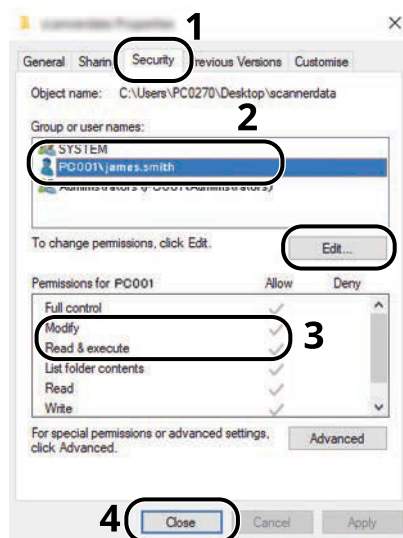 1
General Sharin Security revious Versions Customise
Object name: C:\Users\PC0270\Desktop\scannerdata
2
Group or user names:
SYSTEM
PC001\james.smith
To change permissions, click Edit.
Edit...
Permissions for PC001 Allow Deny
Full control
Modify
3
Read & execute
List folder contents
Read
Write
For special permissions or advanced settings,
click Advanced.
Advanced
4
Close Cancel Apply